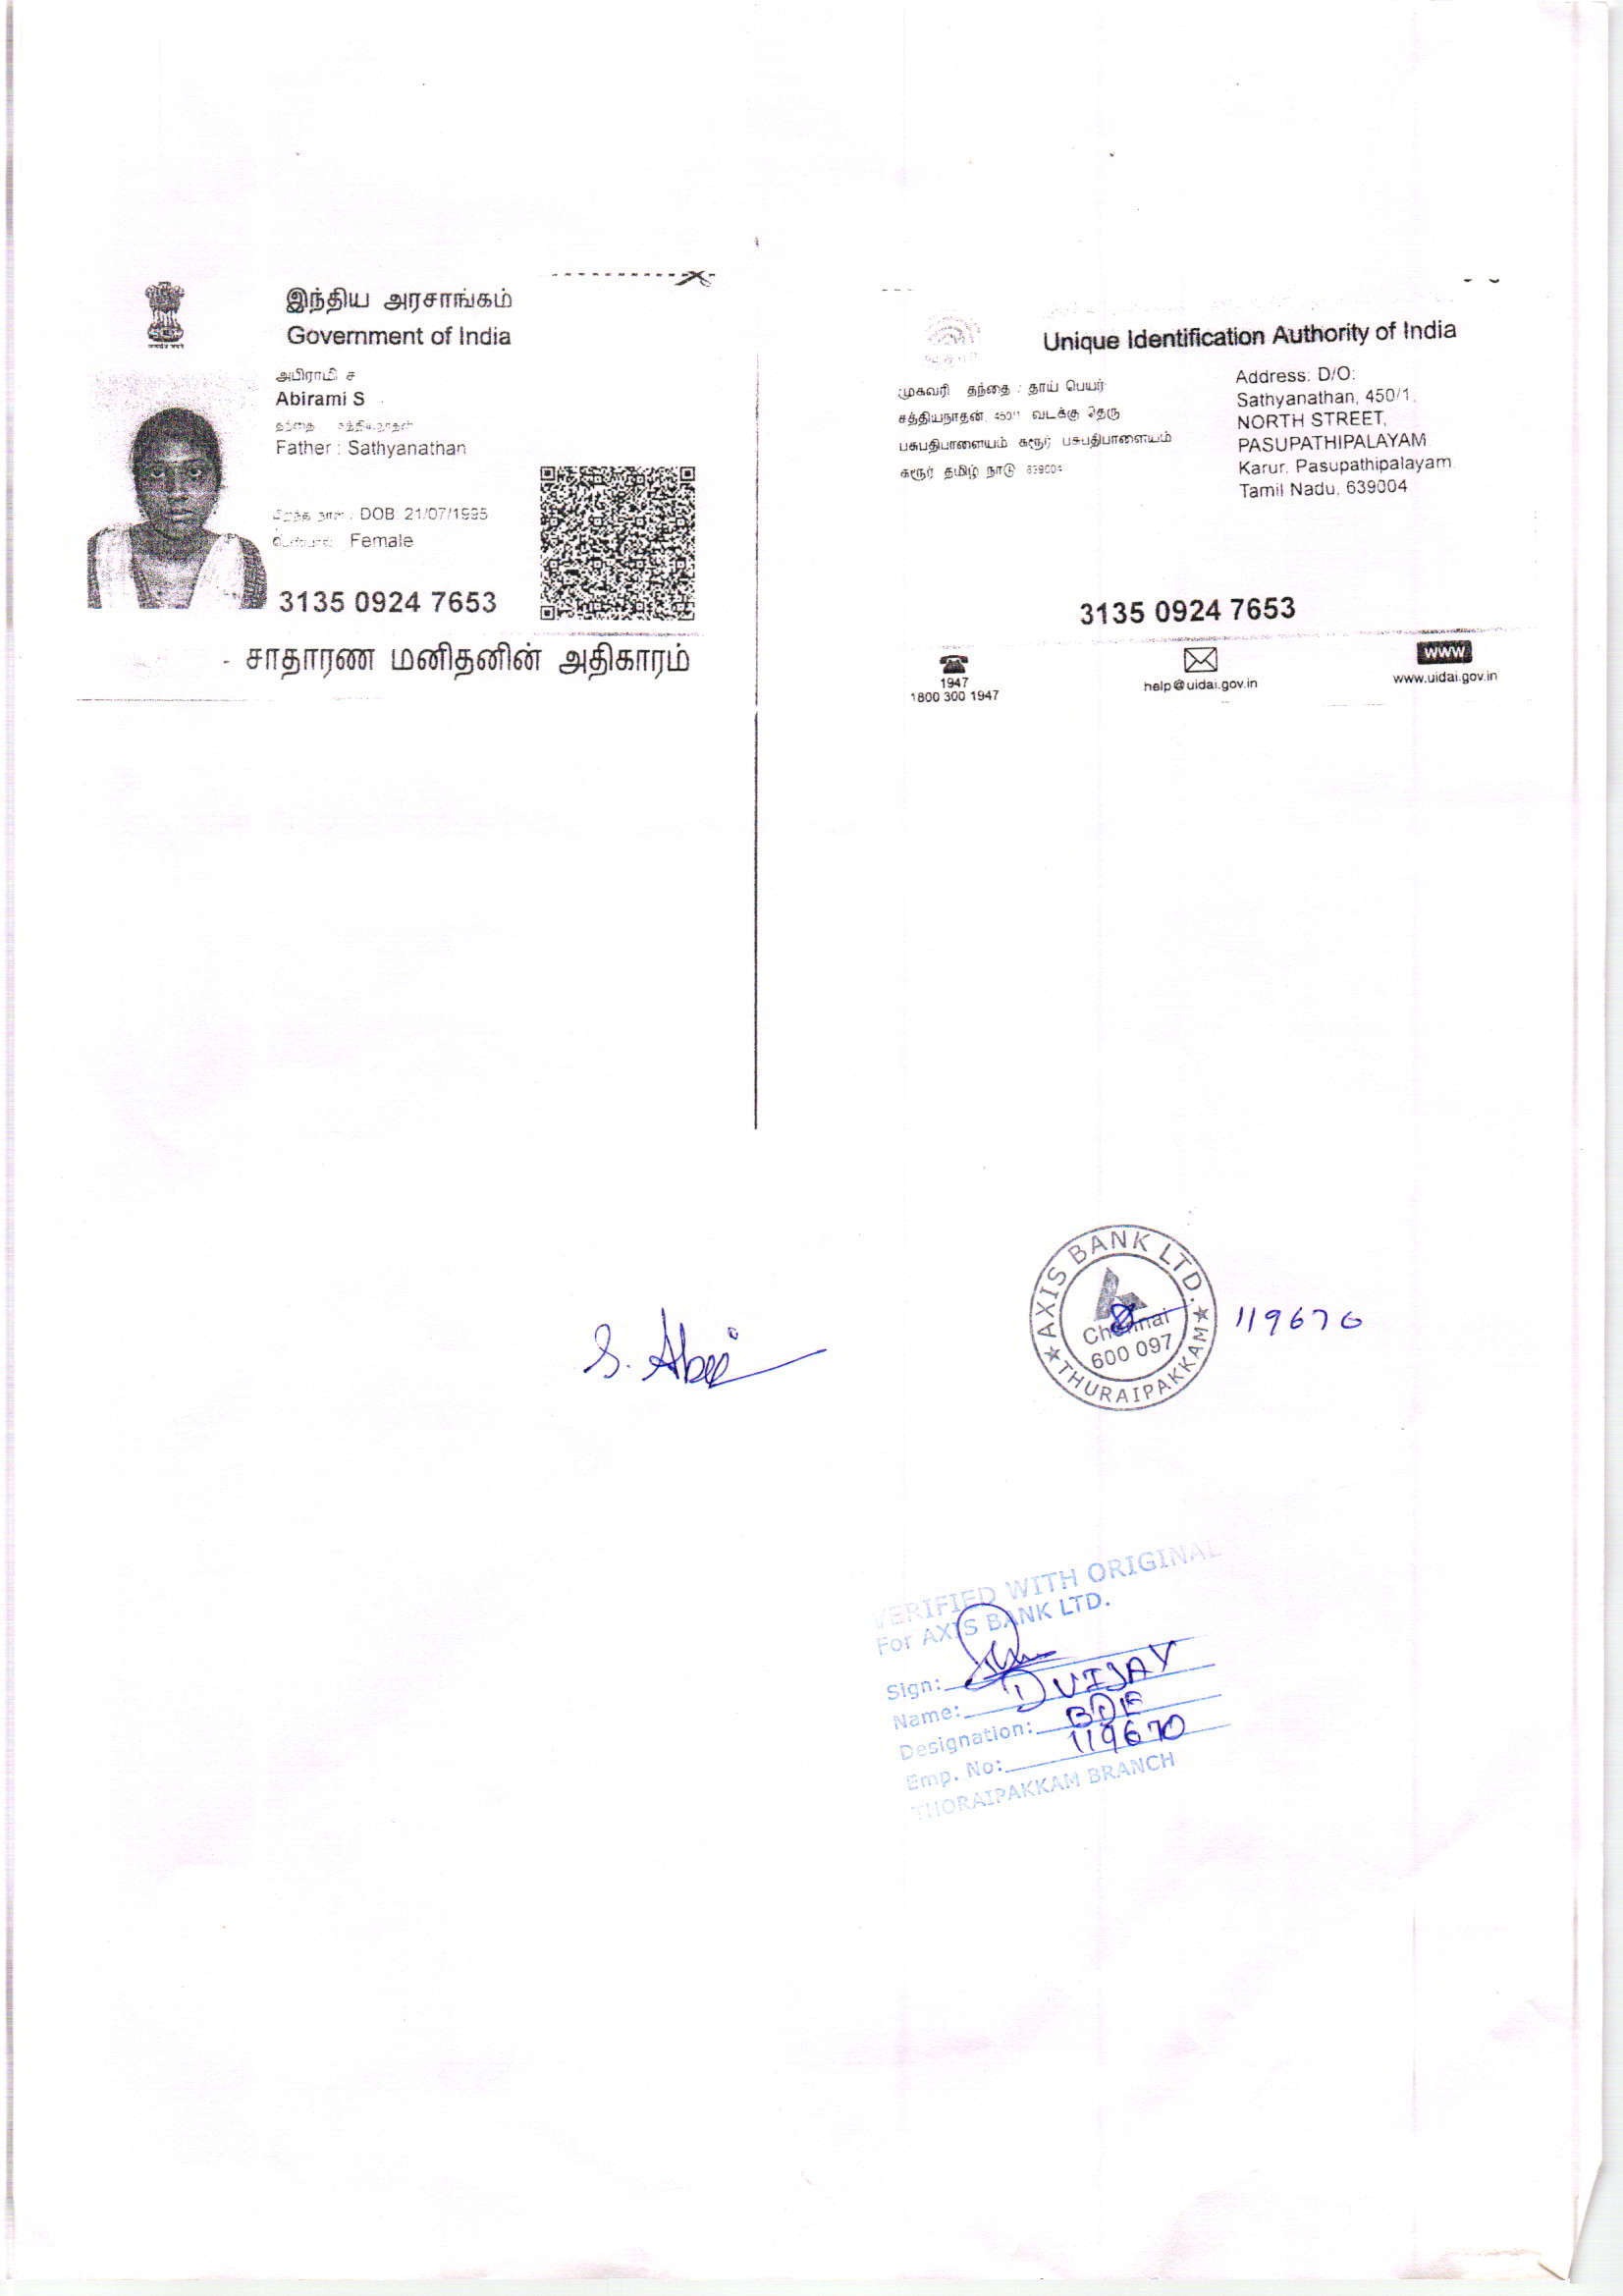 இந்திய அரசாங்கம்
Government of India
அபிராமி ச
Abirami S
தந்தை
Father : Sathyanathan
DOB 21/07/1995
Female
3135 0924 7653
சாதாரண மனிதனின் அதிகாரம்
Unique Identification Authority of India
முகவரி தந்தை : தாய் பெயர்
சத்தியநாதன், 450/1 வடக்கு தெரு
பசுபதிபாளையம் கரூர் பசுபதிபாளையம்
கரூர் தமிழ் நாடு 639004
Address: D/O:
Sathyanathan, 450/1,
NORTH STREET,
PASUPATHIPALAYAM
Karur, Pasupathipalayam
Tamil Nadu, 639004
3135 0924 7653
1947
1800 300 1947
help@uidai.gov.in
www
www.uidai.gov.in
S. Abi
AXIS BANK LTD.
Chennai
600 097
THURAIPAKKAM
119670
VERIFIED WITH ORIGINAL
For AXIS BANK LTD.
Sign:
Name: D VIJAY
Designation: BDE
Emp. No: 119670
THORAIPAKKAM BRANCH